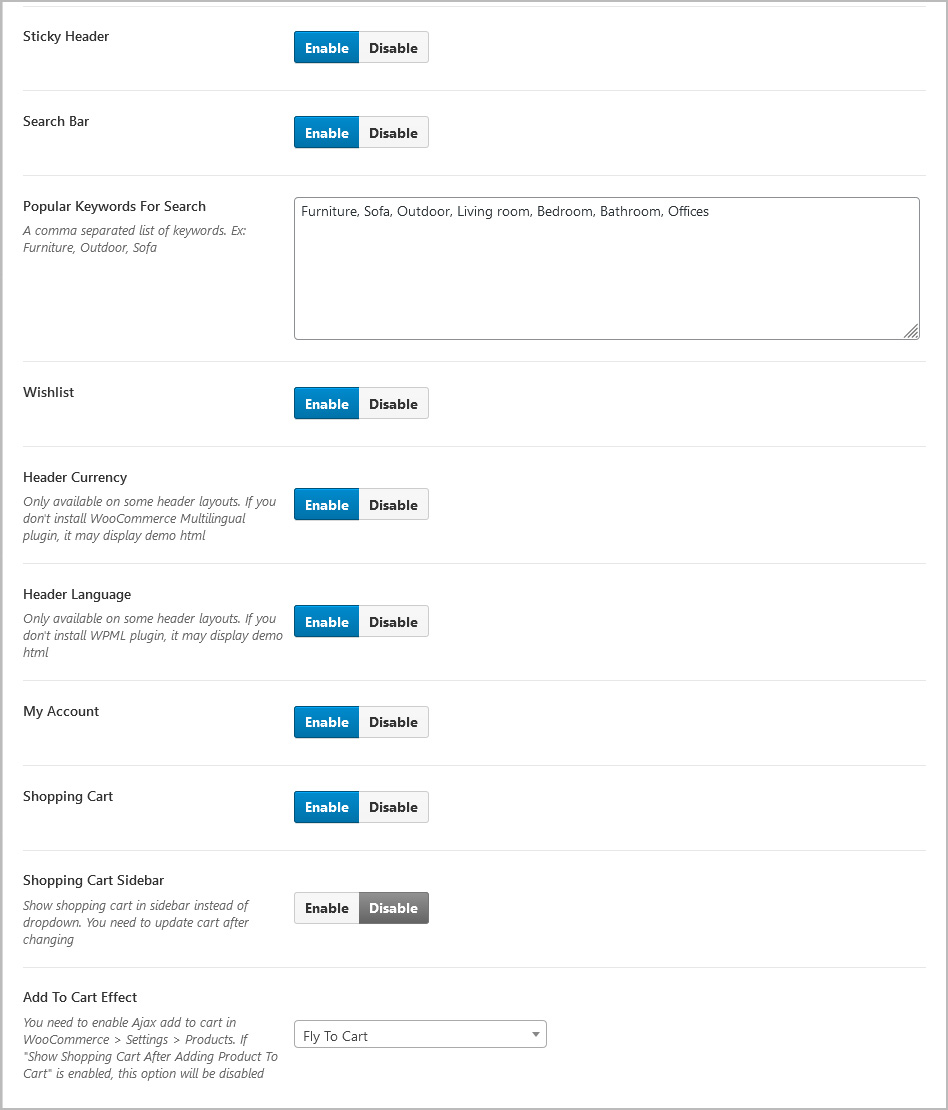 Sticky Header
Enable Disable
Search Bar
Enable Disable
Popular Keywords For Search
A comma separated list of keywords. Ex:
Furniture, Outdoor, Sofa
Furniture, Sofa, Outdoor, Living room, Bedroom, Bathroom, Offices
Wishlist
Enable Disable
Header Currency
Only available on some header layouts. If you
don't install WooCommerce Multilingual
plugin, it may display demo html
Enable Disable
Header Language
Only available on some header layouts. If you
don't install WPML plugin, it may display demo
html
Enable Disable
My Account
Enable Disable
Shopping Cart
Enable Disable
Shopping Cart Sidebar
Show shopping cart in sidebar instead of
dropdown. You need to update cart after
changing
Enable Disable
Add To Cart Effect
You need to enable Ajax add to cart in
WooCommerce > Settings > Products. If
"Show Shopping Cart After Adding Product To
Cart" is enabled, this option will be disabled
Fly To Cart